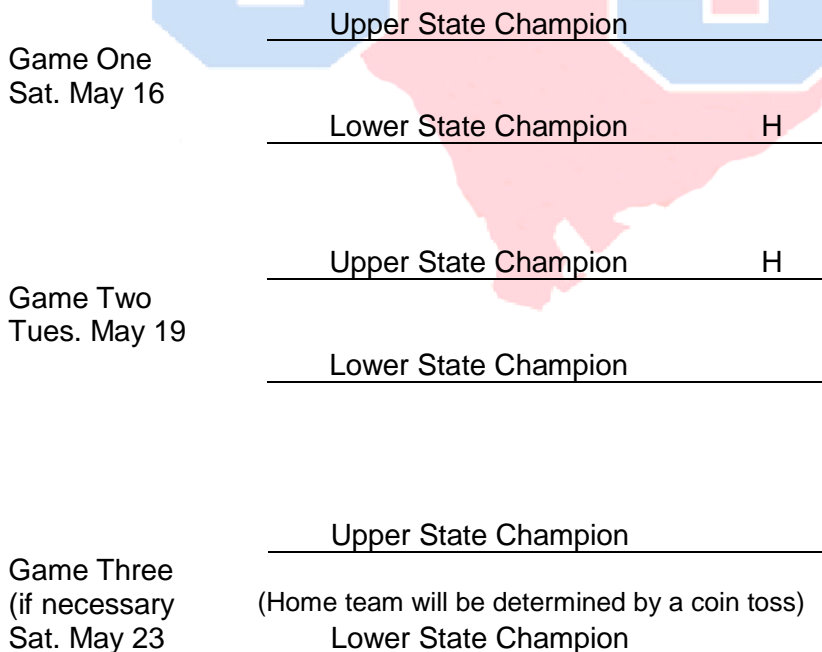 Upper State Champion
Game One
Sat. May 16
Lower State Champion H
Upper State Champion H
Game Two
Tues. May 19
Lower State Champion
Upper State Champion
Game Three
(if necessary (Home team will be determined by a coin toss)
Sat. May 23 Lower State Champion